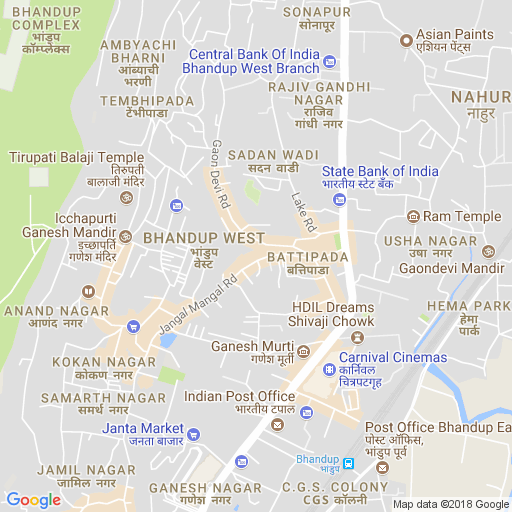 BHANDUP
COMPLEX
भांडुप
कॉम्प्लेक्स
SONAPUR
सोनापूर
Asian Paints
एशियन पेंट्स
AMBYACHI
BHARNI
आंब्याची
भरणी
Central Bank Of India
Bhandup West Branch
RAJIV GANDHI
NAGAR
राजिव
गांधी नगर
NAHUR
नाहुर
TEMBHIPADA
टेंभीपाडा
Gaon Devi Rd
SADAN WADI
सदन वाडी
Tirupati Balaji Temple
तिरुपती
बालाजी मंदिर
State Bank of India
भारतीय स्टेट बँक
Lake Rd
Icchapurti
Ganesh Mandir
इच्छापूर्ति
गणेश मंदिर
Ram Temple
BHANDUP WEST
भांडुप
वेस्ट
BATTIPADA
बत्तिपाडा
USHA NAGAR
उषा नगर
Gaondevi Mandir
ANAND NAGAR
आणंद नगर
Jangal Mangal Rd
HDIL Dreams
Shivaji Chowk
HEMA PARK
हेमा
पार्क
KOKAN NAGAR
कोकण नगर
Ganesh Murti
गणेश मूर्ती
Carnival Cinemas
कार्निवल
चित्रपटगृह
SAMARTH NAGAR
समर्थ नगर
Indian Post Office
भारतीय टपाल
Janta Market
जनता बाजार
Post Office Bhandup Ea
पोस्ट ऑफिस,
भांडुप पूर्व
Bhandup
भांडुप
JAMIL NAGAR
जामिल नगर
GANESH NAGAR
गणेश नगर
C.G.S. COLONY
CGS कॉलनी
Google
Map data ©2018 Google